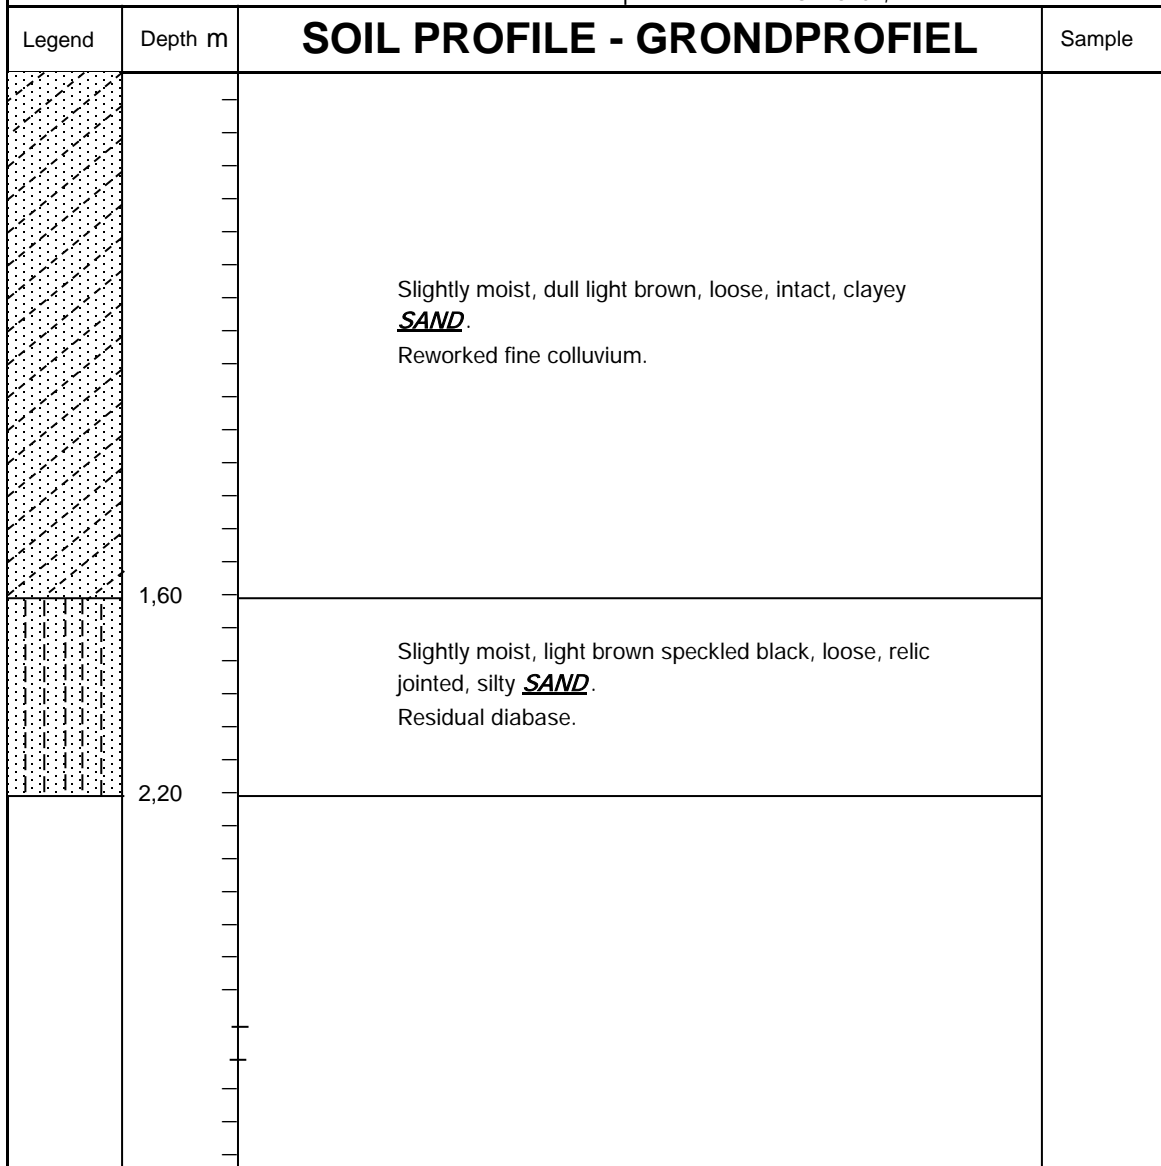 Legend Depth m SOIL PROFILE - GRONDPROFIEL Sample
Slightly moist, dull light brown, loose, intact, clayey
SAND.
Reworked fine colluvium.
1,60
Slightly moist, light brown speckled black, loose, relic
jointed, silty SAND.
Residual diabase.
2,20